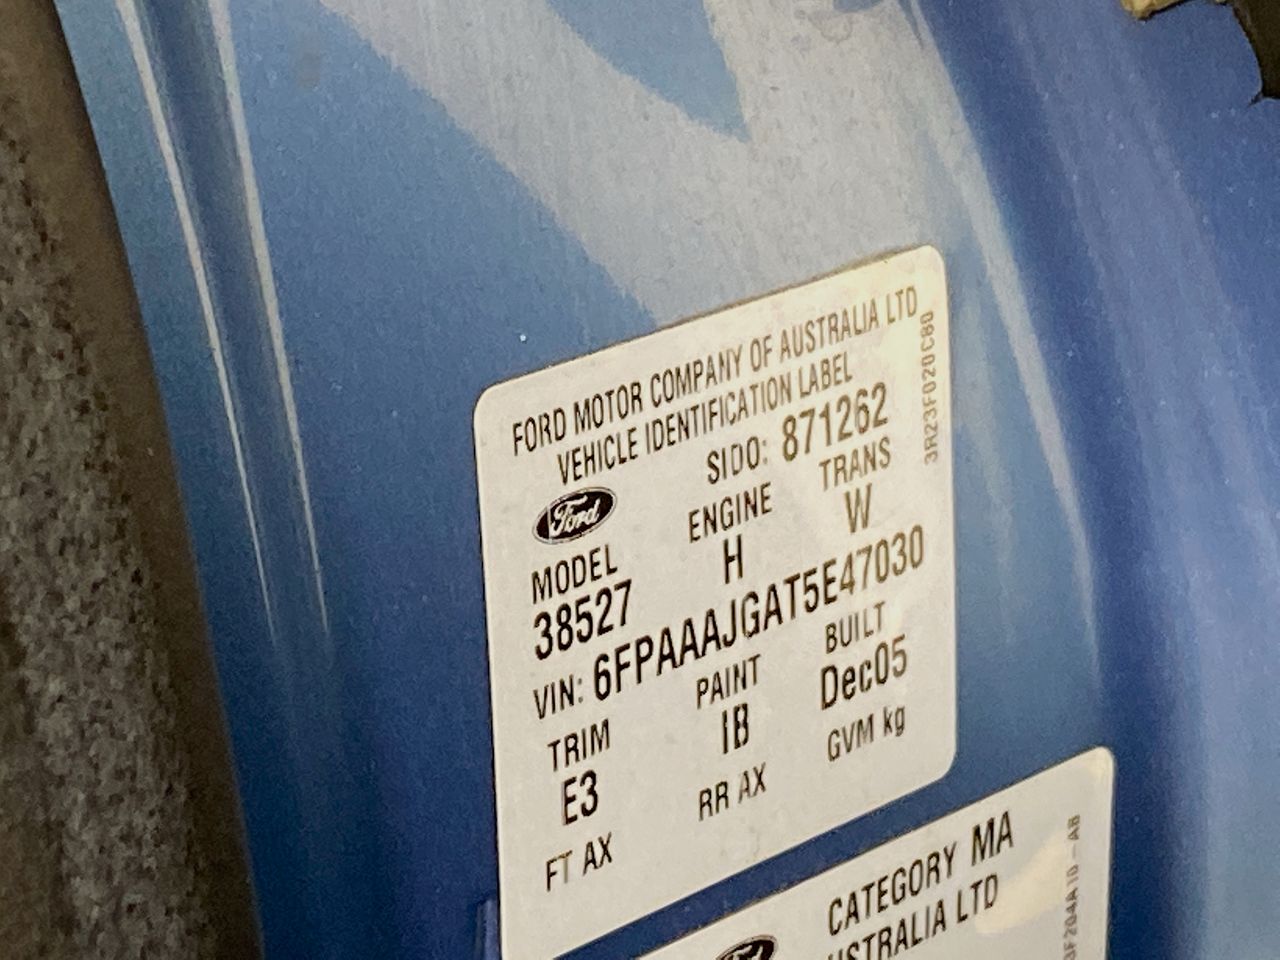 FORD MOTOR COMPANY OF AUSTRALIA LTD
VEHICLE IDENTIFICATION LABEL
Ford SIDO: 871262
MODEL ENGINE TRANS
38527 H W
VIN: 6FPAAAJGAT5E47030
TRIM PAINT BUILT
E3 IB Dec05
FT AX RR AX GVM kg
3R23F020C80
CATEGORY MA
Ford
LTD